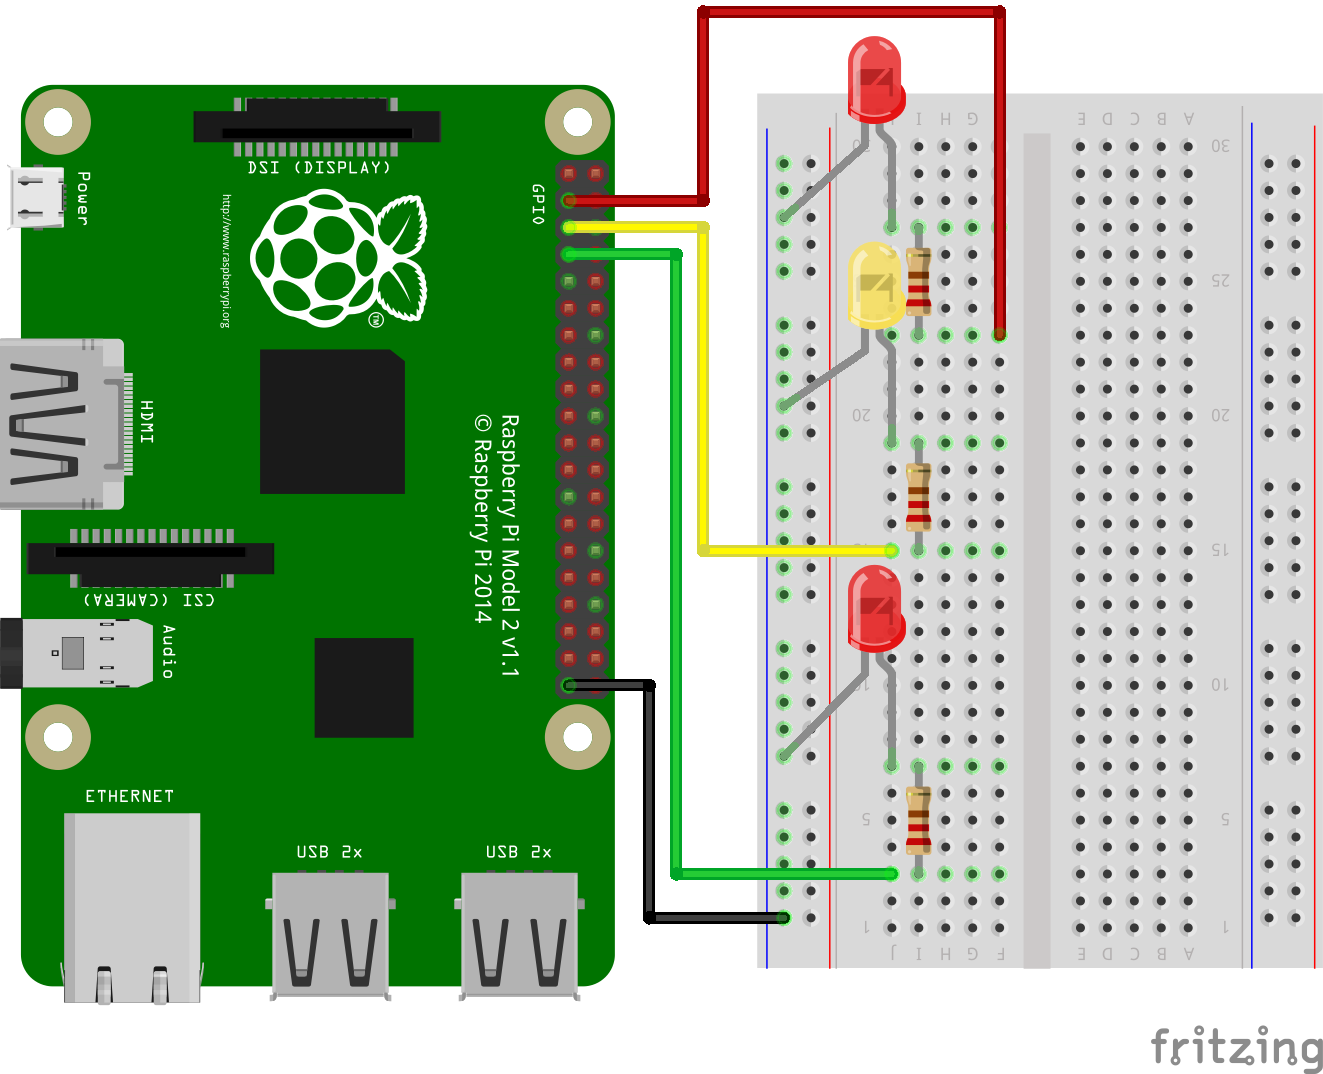 DSI (DISPLAY)
Power
http://www.raspberrypi.org
TM
GPIO
HDMI
Raspberry Pi Model 2 v1.1
© Raspberry Pi 2014
CSI (CAMERA)
Audio
ETHERNET
USB 2x
USB 2x
I H G E D C B A
30 30
25
20 20
15 15
10 10
5 5
1 1
J I H G F E D C B A
fritzing